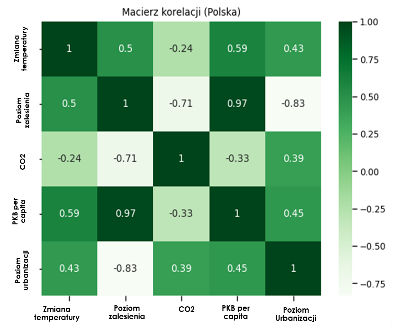 Macierz korelacji (Polska)
Zmiana
temperatury
1 0.5 -0.24 0.59 0.43
Poziom
zalesienia
0.5 1 -0.71 0.97 -0.83
CO2
-0.24 -0.71 1 -0.33 0.39
PKB per
capita
0.59 0.97 -0.33 1 0.45
Poziom
urbanizacji
0.43 -0.83 0.39 0.45 1
Zmiana
temperatury
Poziom
zalesienia
CO2
PKB per
capita
Poziom
Urbanizacji
1.00
0.75
0.50
0.25
0.00
−0.25
−0.50
−0.75